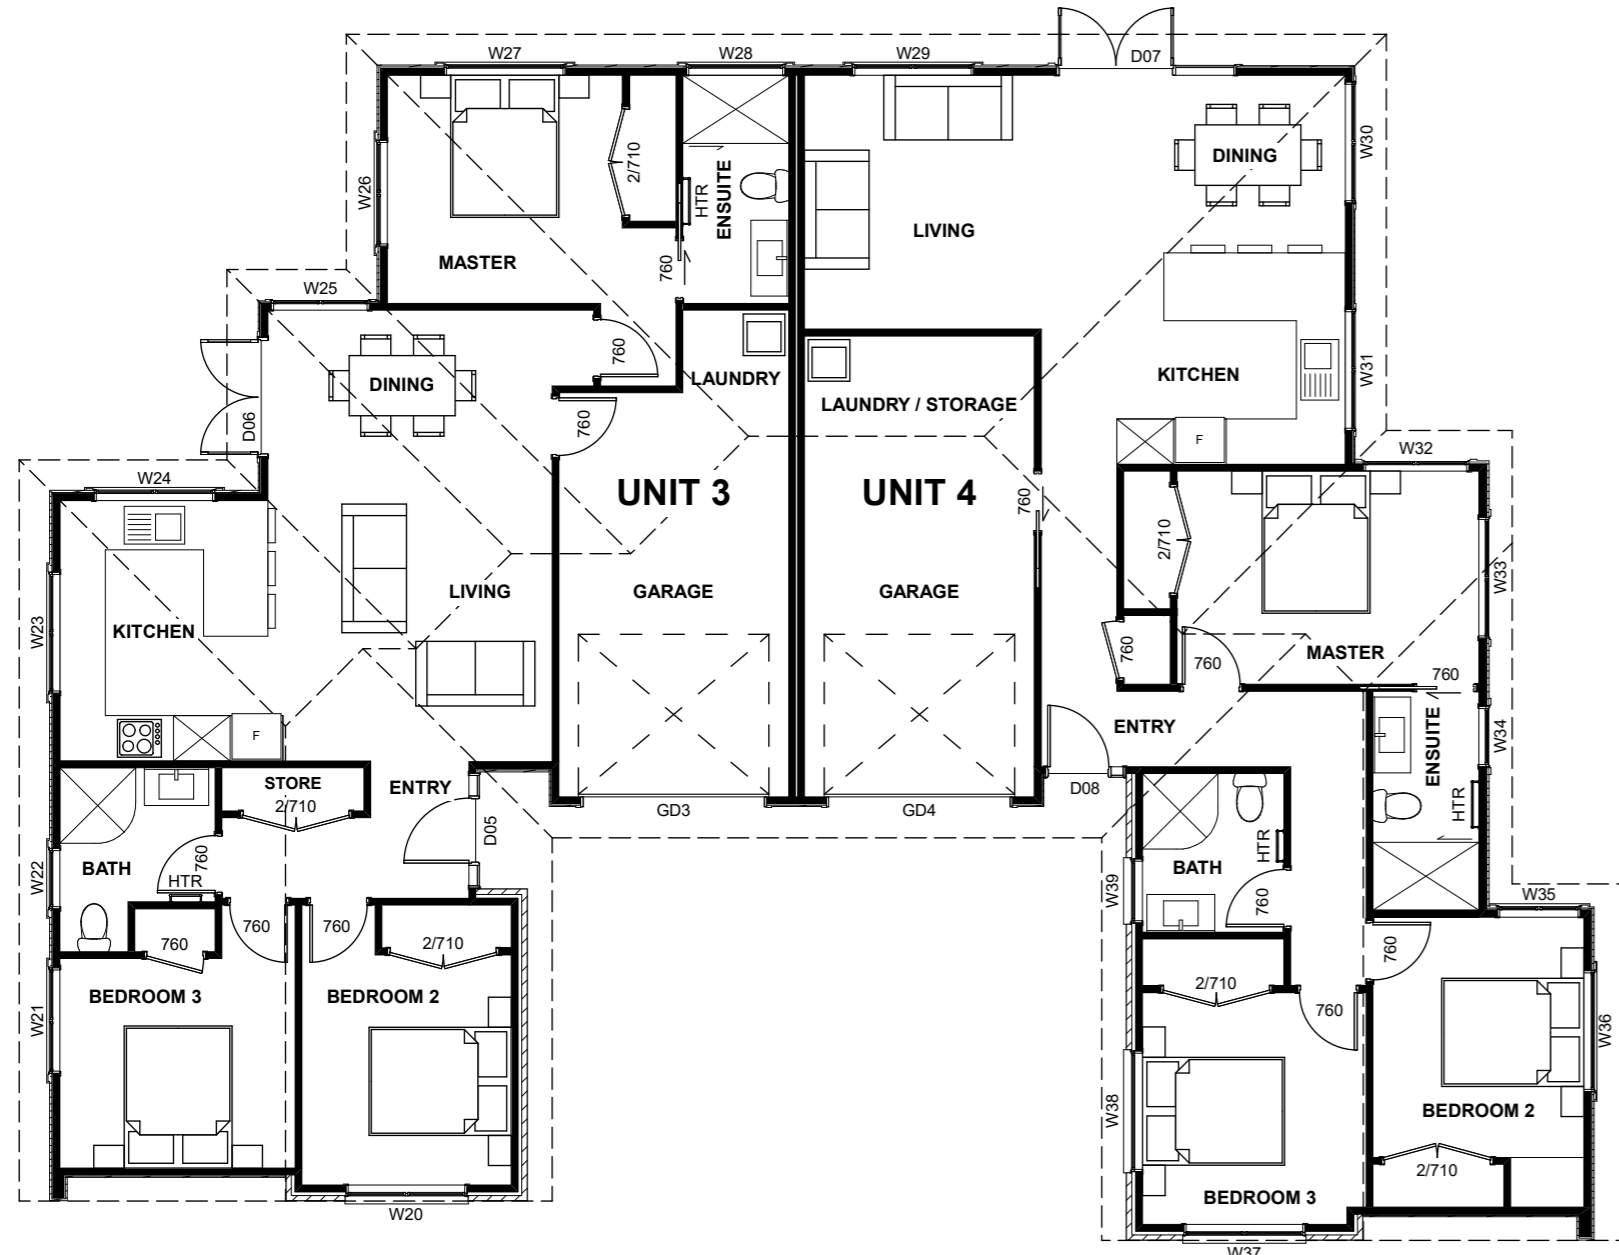 W27
W28
W29
D07
W30
DINING
2/710
HTR
ENSUITE
W26
LIVING
MASTER
760
W25
760
DINING
LAUNDRY
W31
KITCHEN
LAUNDRY / STORAGE
D06
760
F
W32
W24
UNIT 3
UNIT 4
760
2/710
W33
W23
KITCHEN
LIVING
GARAGE
GARAGE
760
760
MASTER
760
F
ENTRY
ENSUITE
W34
STORE
2/710
ENTRY
GD3
GD4
D08
HTR
D05
760
BATH
W22
HTR
BATH
HTR
760
W39
W35
760
760
760
2/710
760
2/710
BEDROOM 3
BEDROOM 2
760
W21
W36
W38
BEDROOM 2
2/710
BEDROOM 3
W20
W37